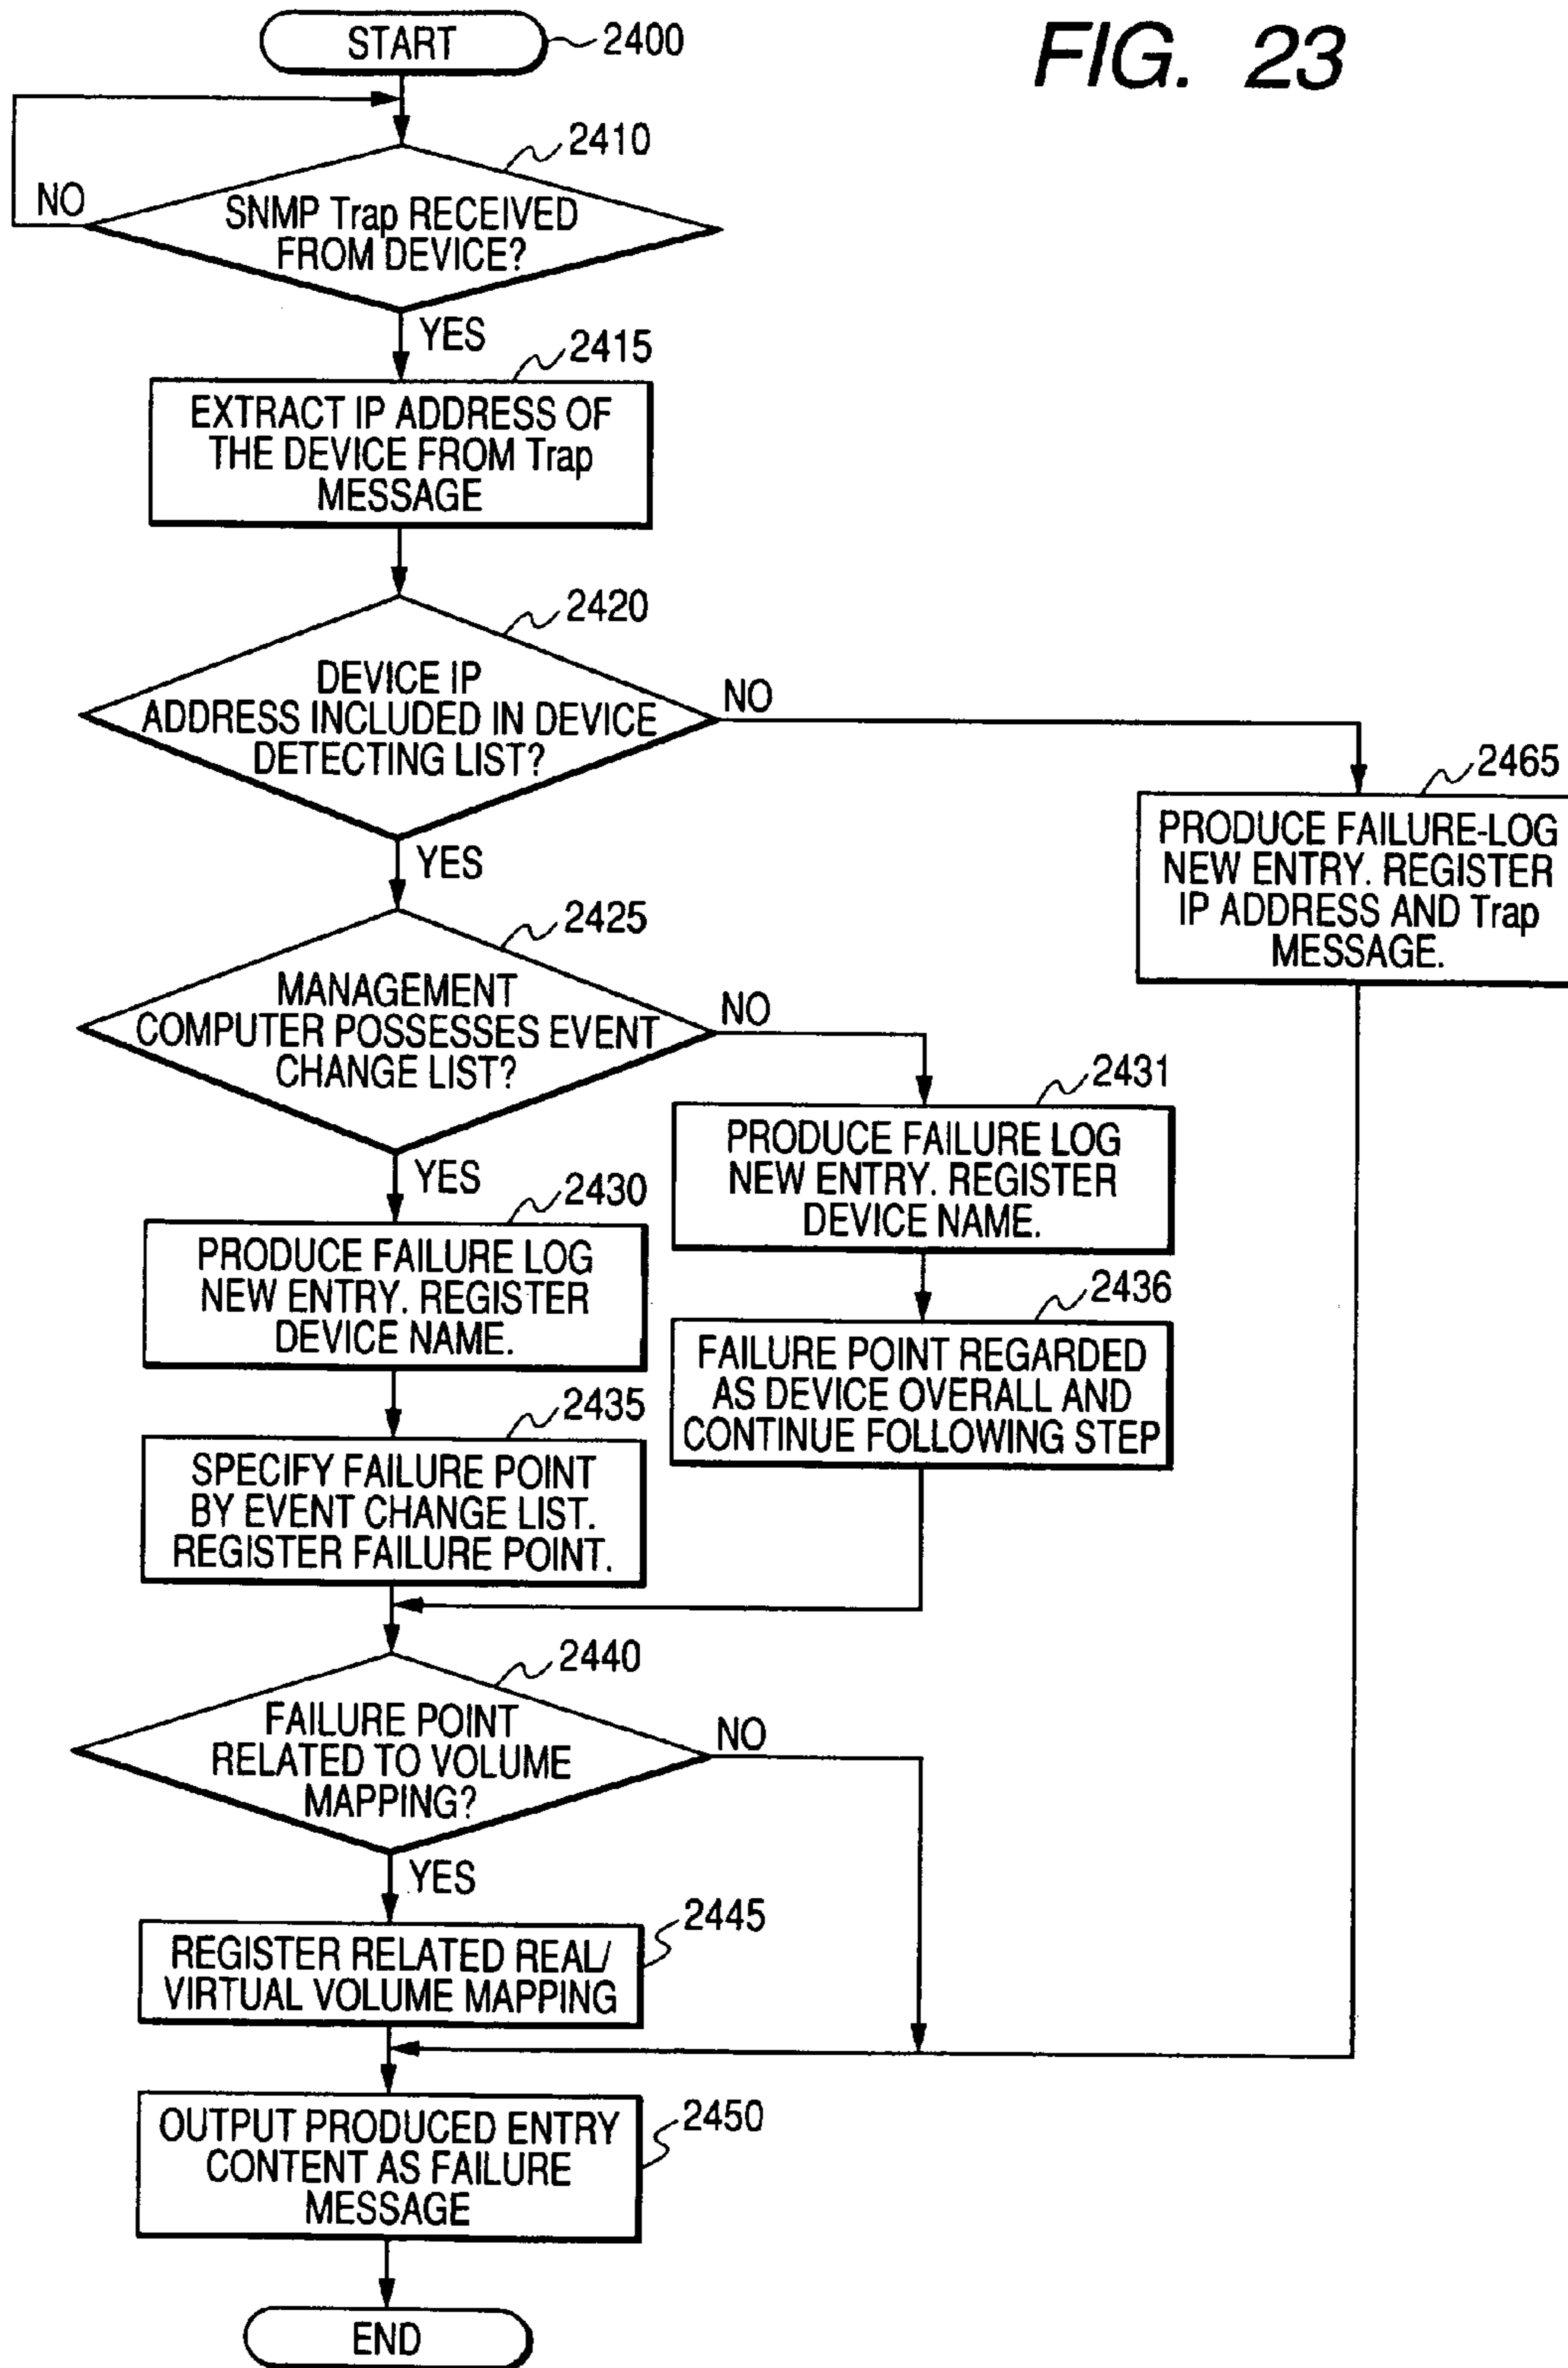 FIG. 23
START
2400
2410
NO
SNMP Trap RECEIVED
FROM DEVICE?
YES
2415
EXTRACT IP ADDRESS OF
THE DEVICE FROM Trap
MESSAGE
2420
DEVICE IP
ADDRESS INCLUDED IN DEVICE
DETECTING LIST?
NO
YES
2465
PRODUCE FAILURE-LOG
NEW ENTRY. REGISTER
IP ADDRESS AND Trap
MESSAGE.
2425
MANAGEMENT
COMPUTER POSSESSES EVENT
CHANGE LIST?
NO
YES
2431
PRODUCE FAILURE LOG
NEW ENTRY. REGISTER
DEVICE NAME.
2430
PRODUCE FAILURE LOG
NEW ENTRY. REGISTER
DEVICE NAME.
2436
FAILURE POINT REGARDED
AS DEVICE OVERALL AND
CONTINUE FOLLOWING STEP
2435
SPECIFY FAILURE POINT
BY EVENT CHANGE LIST.
REGISTER FAILURE POINT.
2440
FAILURE POINT
RELATED TO VOLUME
MAPPING?
NO
YES
2445
REGISTER RELATED REAL/
VIRTUAL VOLUME MAPPING
2450
OUTPUT PRODUCED ENTRY
CONTENT AS FAILURE
MESSAGE
END